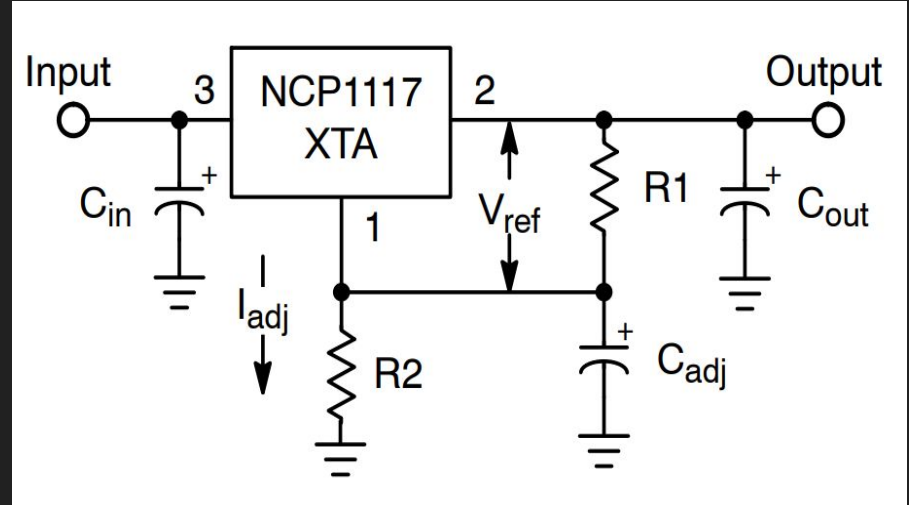 Input
Output
3
NCP1117
XTA
2
+
Cin
1
Vref
R1
+
Cout
Iadj
R2
+
Cadj